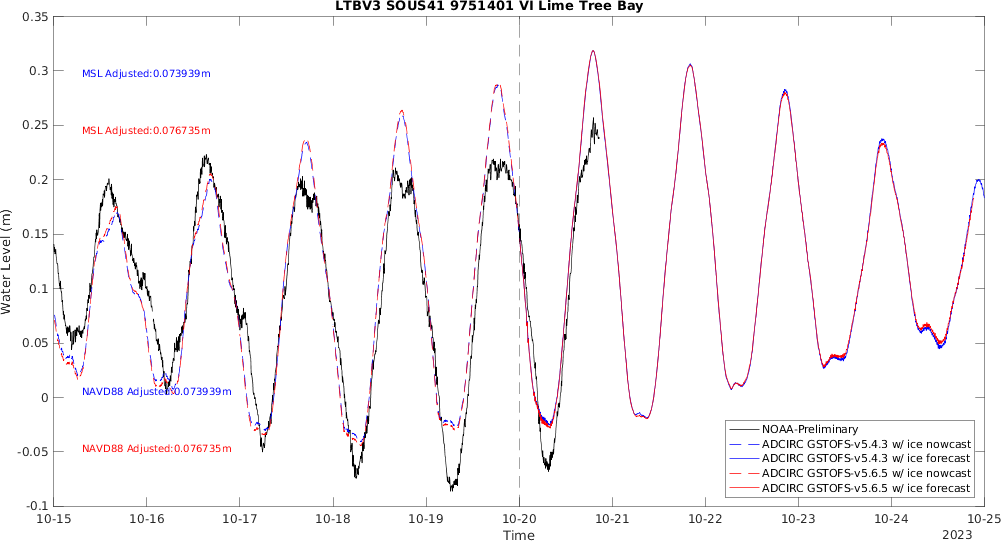 LTBV3 SOUS41 9751401 VI Lime Tree Bay
0.35
0.3
0.25
0.2
0.15
0.1
0.05
0
-0.05
-0.1
Water Level (m)
MSL Adjusted:0.073939m
MSL Adjusted:0.076735m
NAVD88 Adjusted:0.073939m
NAVD88 Adjusted:0.076735m
NOAA-Preliminary
ADCIRC GSTOFS-v5.4.3 w/ ice nowcast
ADCIRC GSTOFS-v5.4.3 w/ ice forecast
ADCIRC GSTOFS-v5.6.5 w/ ice nowcast
ADCIRC GSTOFS-v5.6.5 w/ ice forecast
10-15 10-16 10-17 10-18 10-19 10-20 10-21 10-22 10-23 10-24 10-25
Time
2023